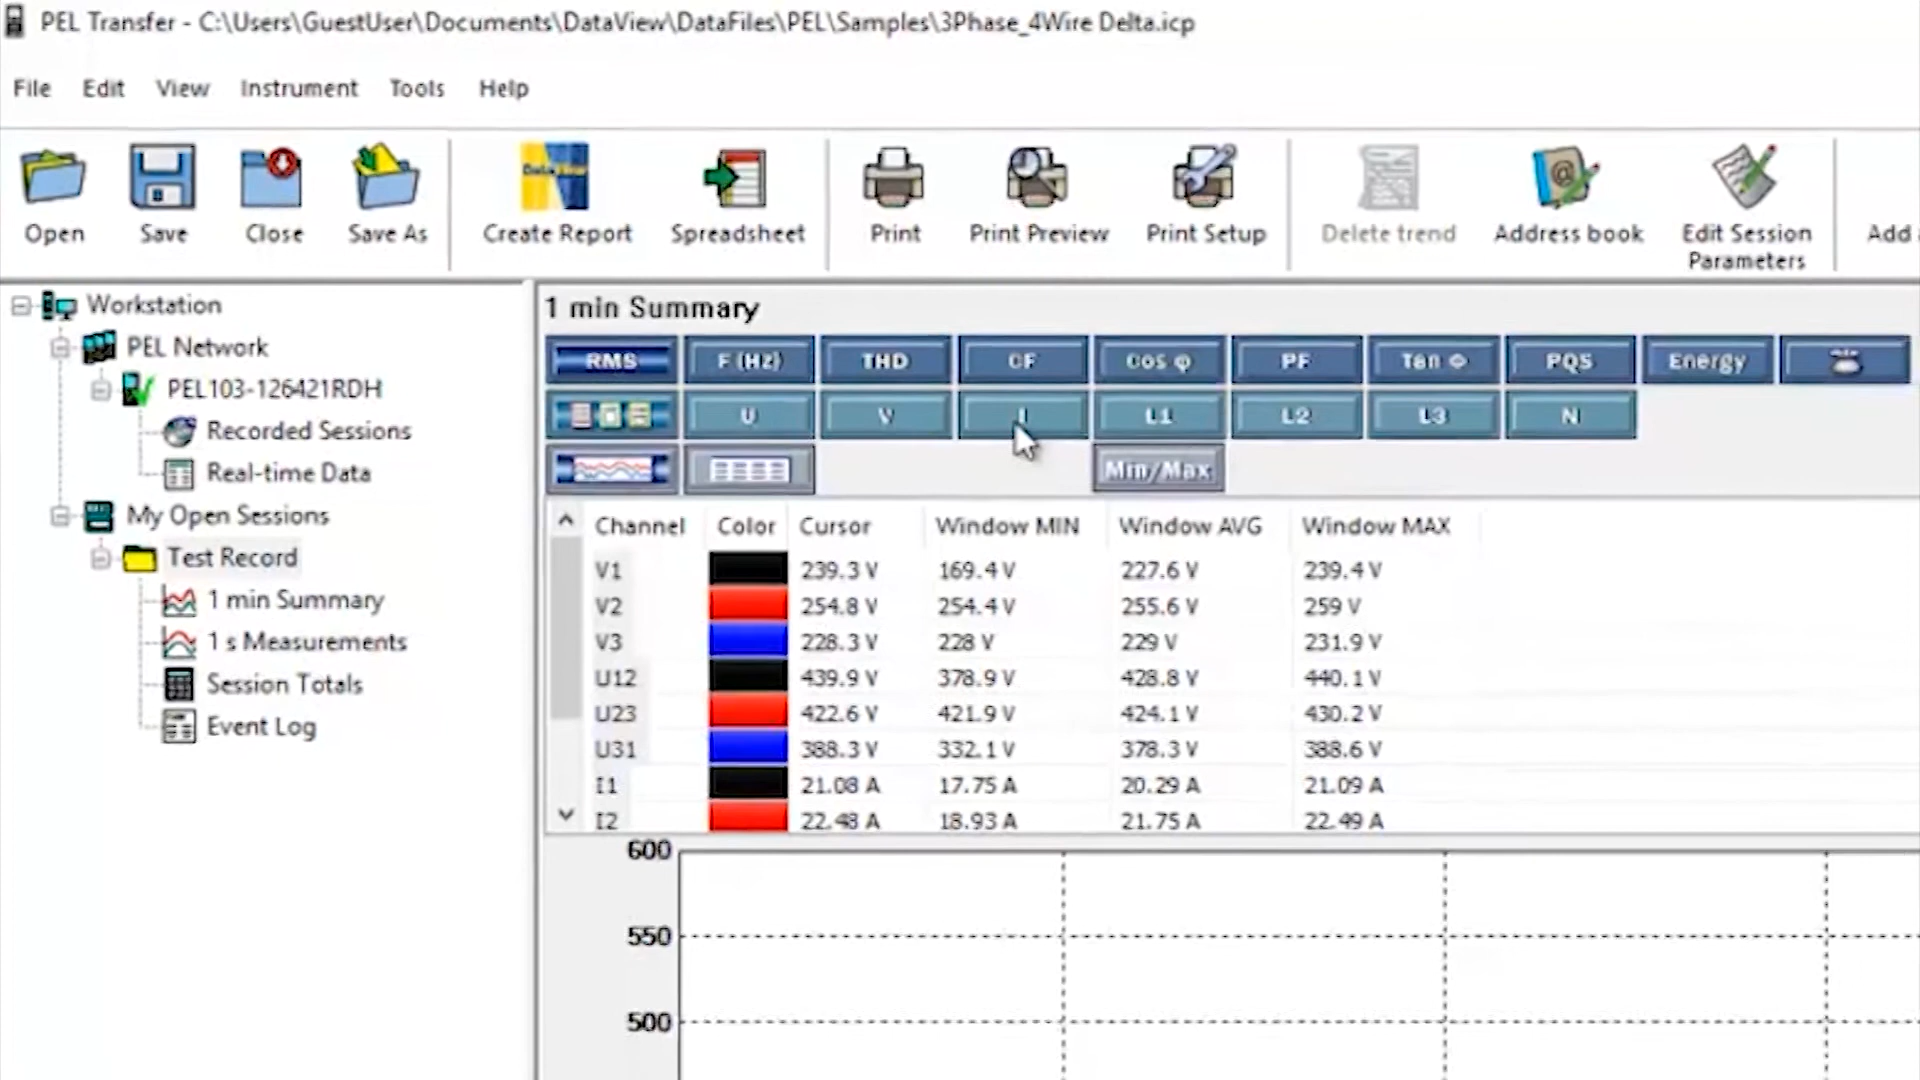 PEL Transfer - C:\Users\GuestUser\Documents\DataView\DataFiles\PEL\Samples\3Phase_4Wire Delta.icp
File Edit View Instrument Tools Help
Open Save Close Save As Create Report Spreadsheet Print Print Preview Print Setup Delete trend Address book Edit Session Parameters Add
Workstation
PEL Network
PEL103-126421RDH
Recorded Sessions
Real-time Data
My Open Sessions
Test Record
1 min Summary
1 s Measurements
Session Totals
Event Log
1 min Summary
RMS F (Hz) THD CF Cos φ PF Tan Φ PQS Energy
U V I L1 L2 L3 N
Min/Max
Channel Color Cursor Window MIN Window AVG Window MAX
V1 239.3 V 169.4 V 227.6 V 239.4 V
V2 254.8 V 254.4 V 255.6 V 259 V
V3 228.3 V 228 V 229 V 231.9 V
U12 439.9 V 378.9 V 428.8 V 440.1 V
U23 422.6 V 421.9 V 424.1 V 430.2 V
U31 388.3 V 332.1 V 378.3 V 388.6 V
I1 21.08 A 17.75 A 20.29 A 21.09 A
I2 22.48 A 18.93 A 21.75 A 22.49 A
600
550
500